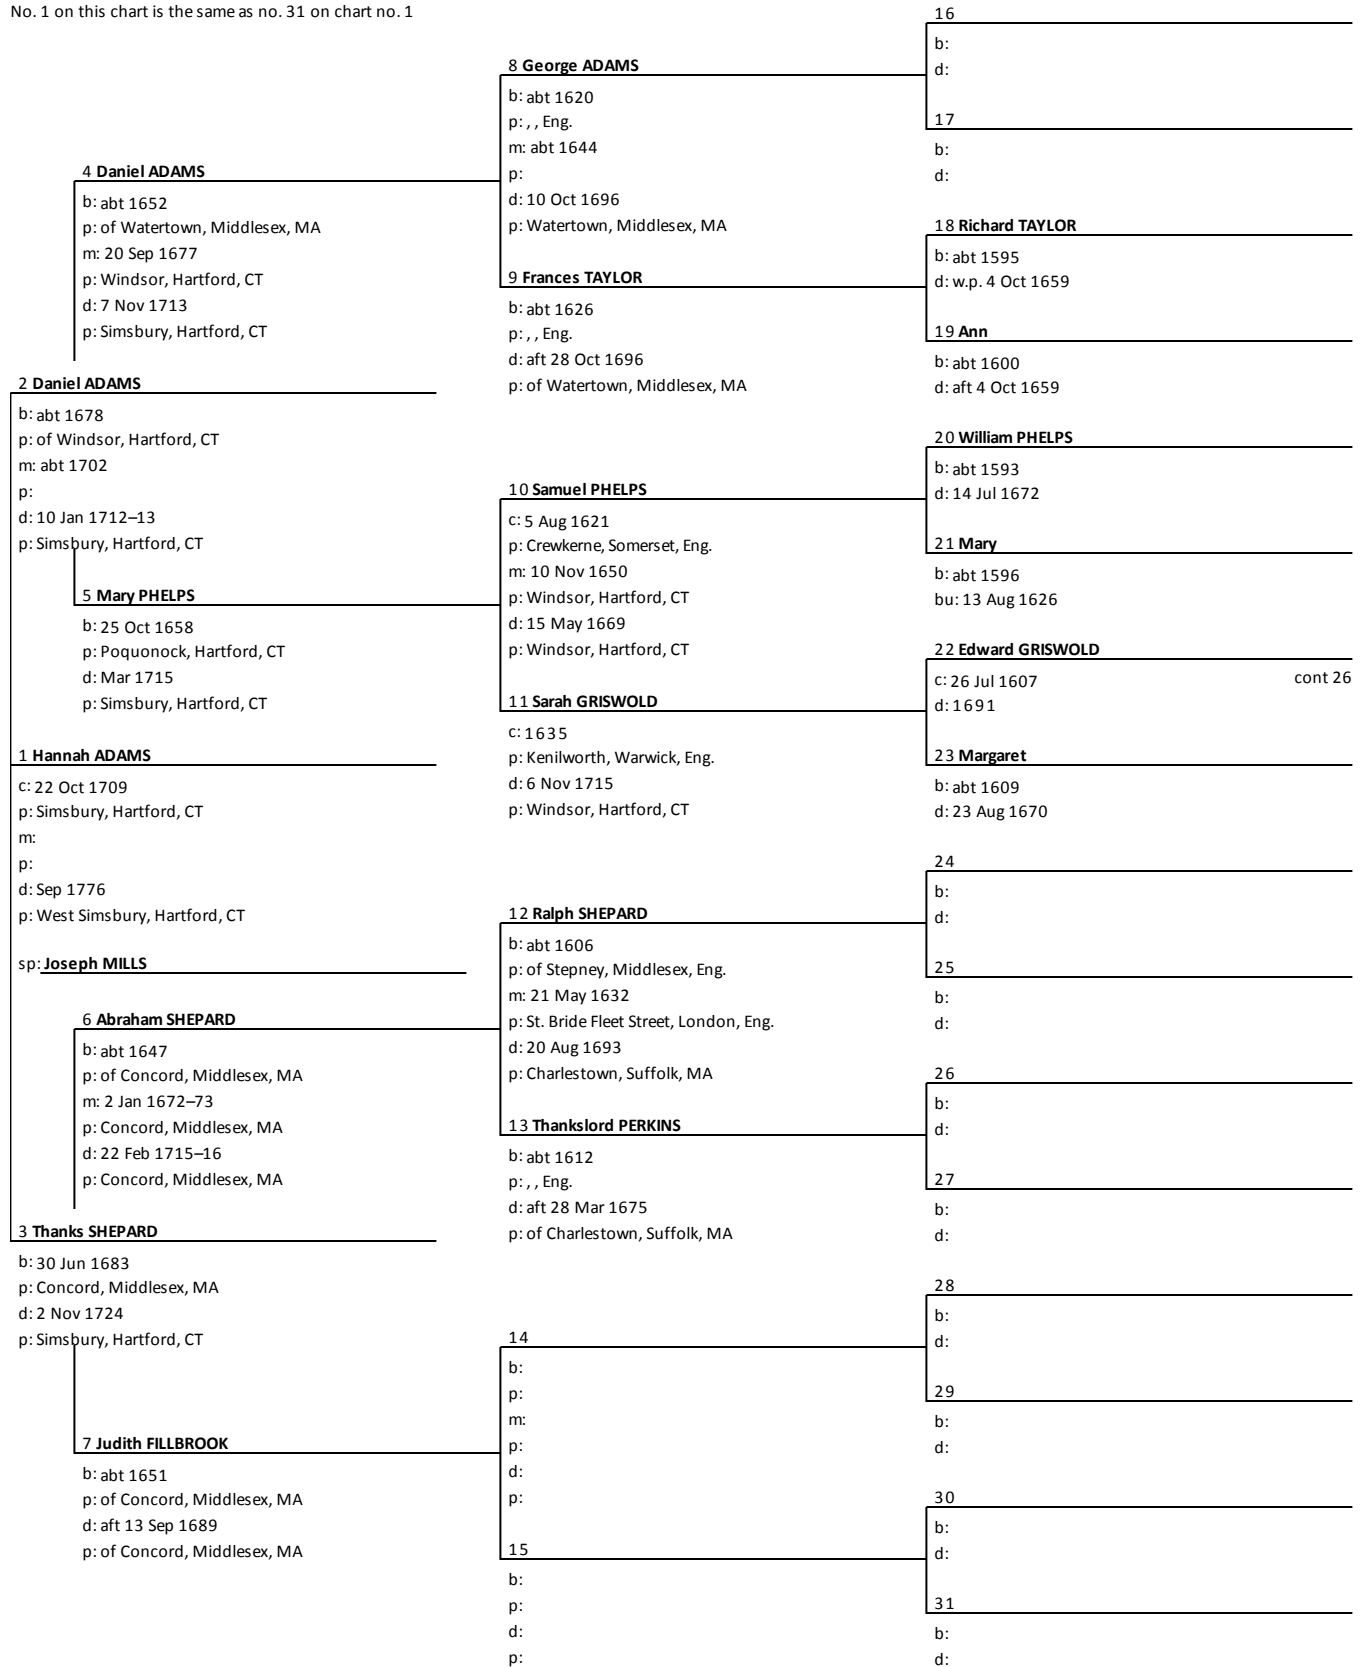 No. 1 on this chart is the same as no. 31 on chart no. 1
2 Daniel ADAMS
b: abt 1678
p: of Windsor, Hartford, CT
m: abt 1702
p:
d: 10 Jan 1712–13
p: Simsbury, Hartford, CT
1 Hannah ADAMS
c: 22 Oct 1709
p: Simsbury, Hartford, CT
m:
p:
d: Sep 1776
p: West Simsbury, Hartford, CT
sp: Joseph MILLS
3 Thanks SHEPARD
b: 30 Jun 1683
p: Concord, Middlesex, MA
d: 2 Nov 1724
p: Simsbury, Hartford, CT
4 Daniel ADAMS
b: abt 1652
p: of Watertown, Middlesex, MA
m: 20 Sep 1677
p: Windsor, Hartford, CT
d: 7 Nov 1713
p: Simsbury, Hartford, CT
5 Mary PHELPS
b: 25 Oct 1658
p: Poquonock, Hartford, CT
d: Mar 1715
p: Simsbury, Hartford, CT
6 Abraham SHEPARD
b: abt 1647
p: of Concord, Middlesex, MA
m: 2 Jan 1672–73
p: Concord, Middlesex, MA
d: 22 Feb 1715–16
p: Concord, Middlesex, MA
7 Judith FILLBROOK
b: abt 1651
p: of Concord, Middlesex, MA
d: aft 13 Sep 1689
p: of Concord, Middlesex, MA
8 George ADAMS
b: abt 1620
p: , , Eng.
m: abt 1644
p:
d: 10 Oct 1696
p: Watertown, Middlesex, MA
9 Frances TAYLOR
b: abt 1626
p: , , Eng.
d: aft 28 Oct 1696
p: of Watertown, Middlesex, MA
10 Samuel PHELPS
c: 5 Aug 1621
p: Crewkerne, Somerset, Eng.
m: 10 Nov 1650
p: Windsor, Hartford, CT
d: 15 May 1669
p: Windsor, Hartford, CT
11 Sarah GRISWOLD
c: 1635
p: Kenilworth, Warwick, Eng.
d: 6 Nov 1715
p: Windsor, Hartford, CT
12 Ralph SHEPARD
b: abt 1606
p: of Stepney, Middlesex, Eng.
m: 21 May 1632
p: St. Bride Fleet Street, London, Eng.
d: 20 Aug 1693
p: Charlestown, Suffolk, MA
13 Thankslord PERKINS
b: abt 1612
p: , , Eng.
d: aft 28 Mar 1675
p: of Charlestown, Suffolk, MA
14
b:
p:
m:
p:
d:
p:
15
b:
p:
d:
p:
16
b:
d:
17
b:
d:
18 Richard TAYLOR
b: abt 1595
d: w.p. 4 Oct 1659
19 Ann
b: abt 1600
d: aft 4 Oct 1659
20 William PHELPS
b: abt 1593
d: 14 Jul 1672
21 Mary
b: abt 1596
bu: 13 Aug 1626
22 Edward GRISWOLD
c: 26 Jul 1607 cont 26
d: 1691
23 Margaret
b: abt 1609
d: 23 Aug 1670
24
b:
d:
25
b:
d:
26
b:
d:
27
b:
d:
28
b:
d:
29
b:
d:
30
b:
d:
31
b:
d: